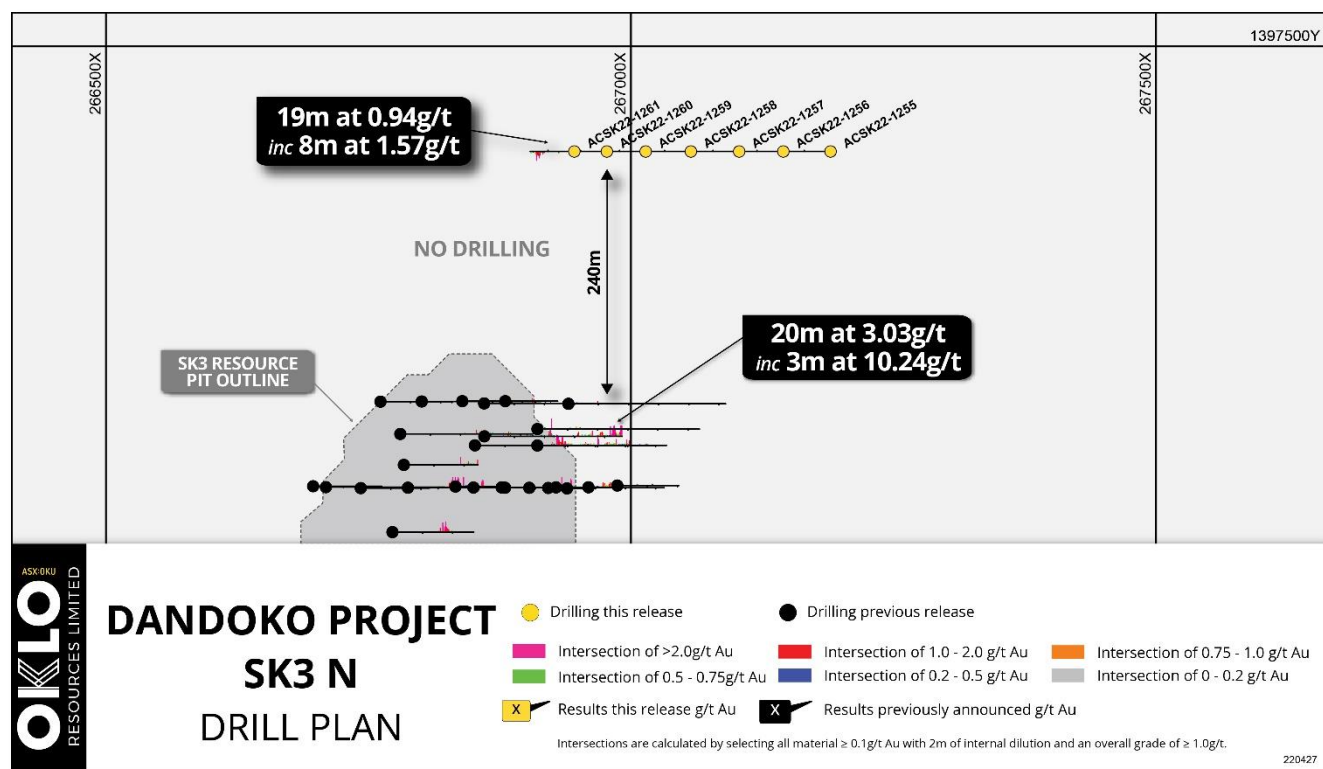 1397500Y
266500X
267000X
267500X
19m at 0.94g/t
inc 8m at 1.57g/t
ACSK22-1261
ACSK22-1260
ACSK22-1259
ACSK22-1258
ACSK22-1257
ACSK22-1256
ACSK22-1255
NO DRILLING
240m
20m at 3.03g/t
inc 3m at 10.24g/t
SK3 RESOURCE
PIT OUTLINE
ASX:OKU
OKLO
RESOURCES LIMITED
DANDOKO PROJECT
SK3 N
DRILL PLAN
Drilling this release
Drilling previous release
Intersection of >2.0g/t Au
Intersection of 1.0 - 2.0 g/t Au
Intersection of 0.75 - 1.0 g/t Au
Intersection of 0.5 - 0.75g/t Au
Intersection of 0.2 - 0.5 g/t Au
Intersection of 0 - 0.2 g/t Au
X Results this release g/t Au
X Results previously announced g/t Au
Intersections are calculated by selecting all material ≥ 0.1g/t Au with 2m of internal dilution and an overall grade of ≥ 1.0g/t.
220427